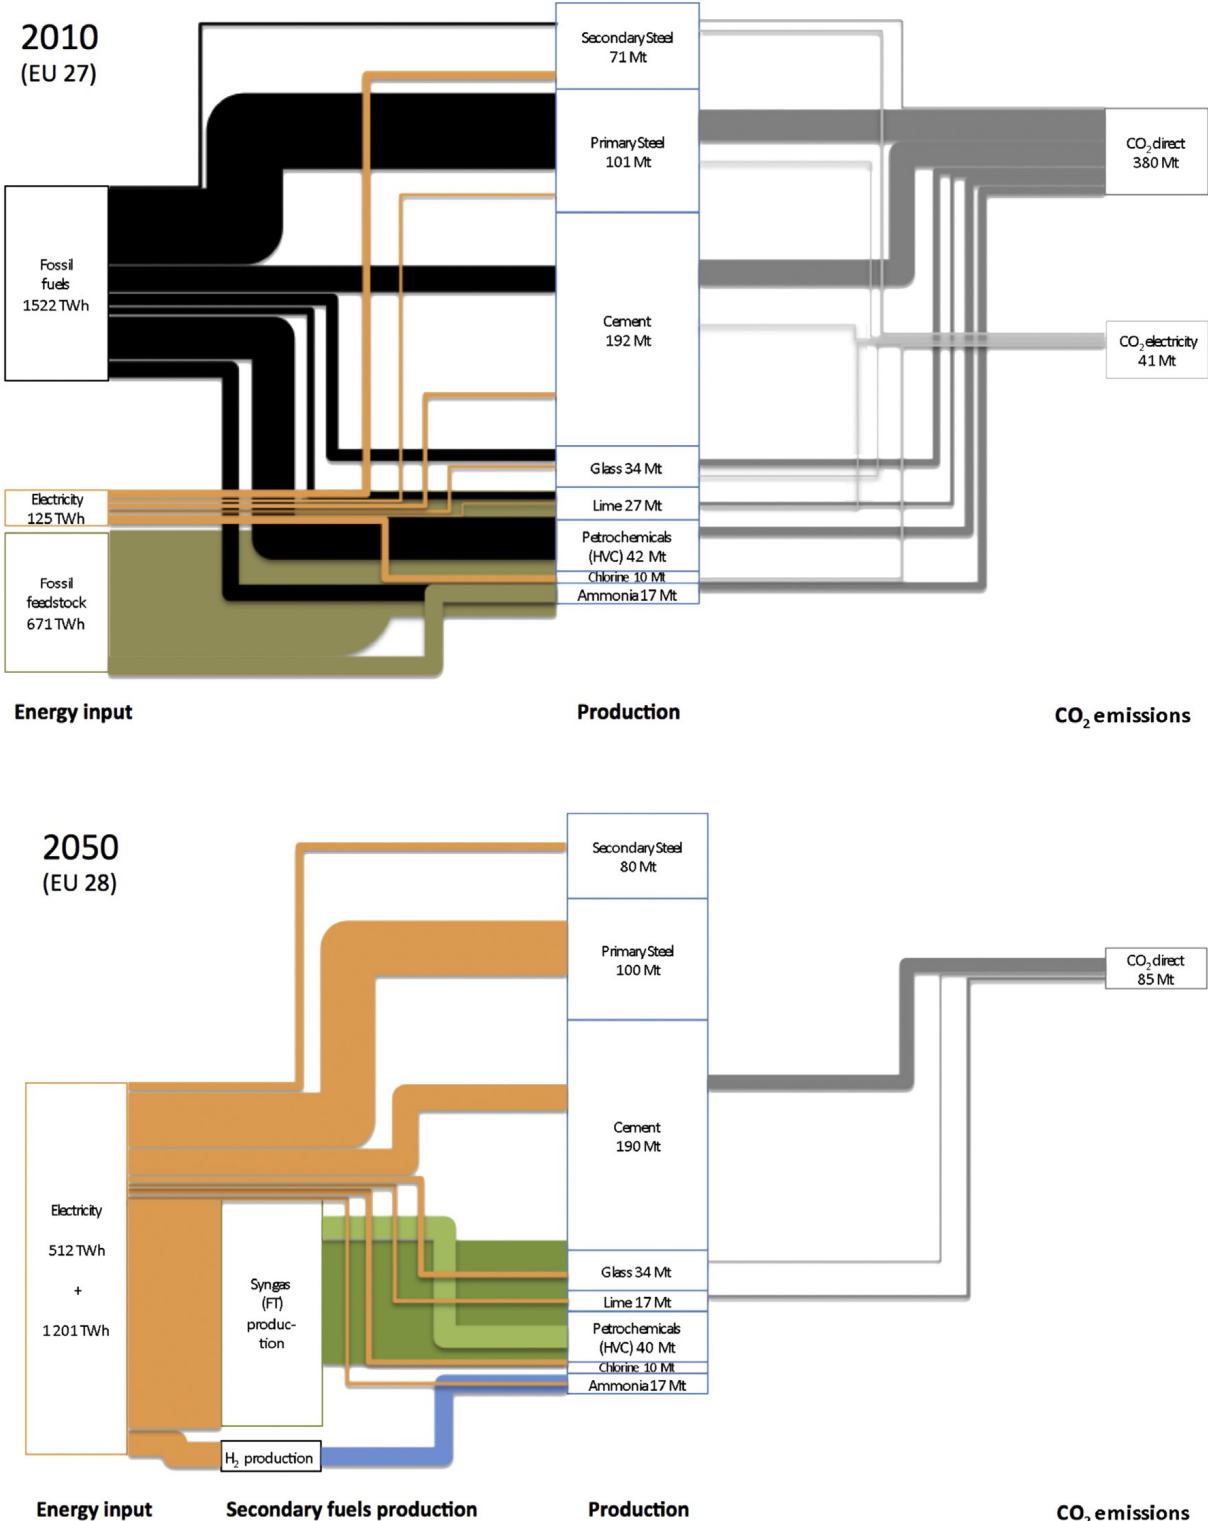 2010
(EU 27)
Secondary Steel
71 Mt
Primary Steel
101 Mt
CO2 direct
380 Mt
Fossil
fuels
1522 TWh
Cement
192 Mt
CO2 electricity
41 Mt
Glass 34 Mt
Electricity
125 TWh
Lime 27 Mt
Petrochemicals
(HVC) 42 Mt
Chlorine 10 Mt
Ammonia 17 Mt
Fossil
feedstock
671 TWh
Energy input
Production
CO2 emissions
2050
(EU 28)
Secondary Steel
80 Mt
Primary Steel
100 Mt
CO2 direct
85 Mt
Cement
190 Mt
Electricity
512 TWh
+
1201 TWh
Syngas
(FT)
produc-
tion
Glass 34 Mt
Lime 17 Mt
Petrochemicals
(HVC) 40 Mt
Chlorine 10 Mt
Ammonia 17 Mt
H2 production
Energy input
Secondary fuels production
Production
CO2 emissions